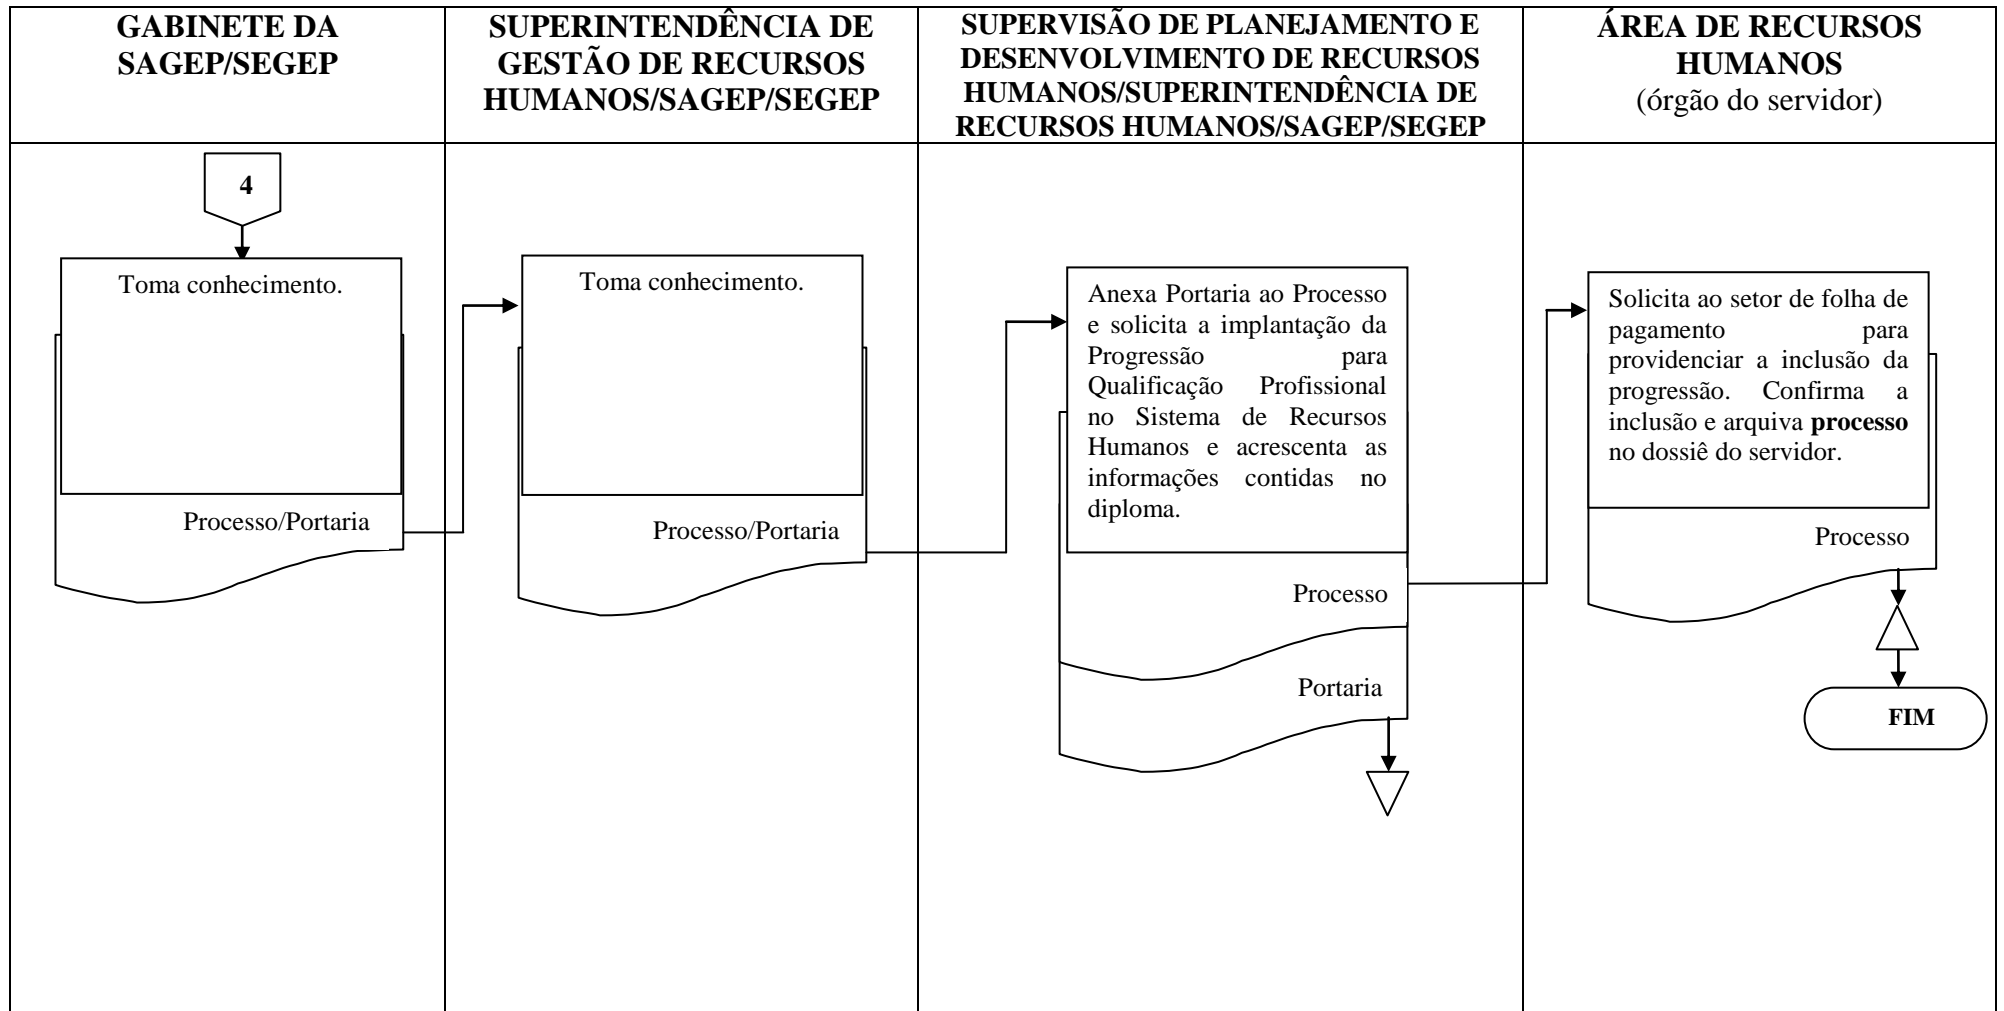 GABINETE DA
SAGEP/SEGEP
SUPERINTENDÊNCIA DE
GESTÃO DE RECURSOS
HUMANOS/SAGEP/SEGEP
SUPERVISÃO DE PLANEJAMENTO E
DESENVOLVIMENTO DE RECURSOS
HUMANOS/SUPERINTENDÊNCIA DE
RECURSOS HUMANOS/SAGEP/SEGEP
ÁREA DE RECURSOS
HUMANOS
(órgão do servidor)
4
Toma conhecimento.
Processo/Portaria
Toma conhecimento.
Processo/Portaria
Anexa Portaria ao Processo
e solicita a implantação da
Progressão para
Qualificação Profissional
no Sistema de Recursos
Humanos e acrescenta as
informações contidas no
diploma.
Processo
Portaria
Solicita ao setor de folha de
pagamento para
providenciar a inclusão da
progressão. Confirma a
inclusão e arquiva processo
no dossiê do servidor.
Processo
FIM